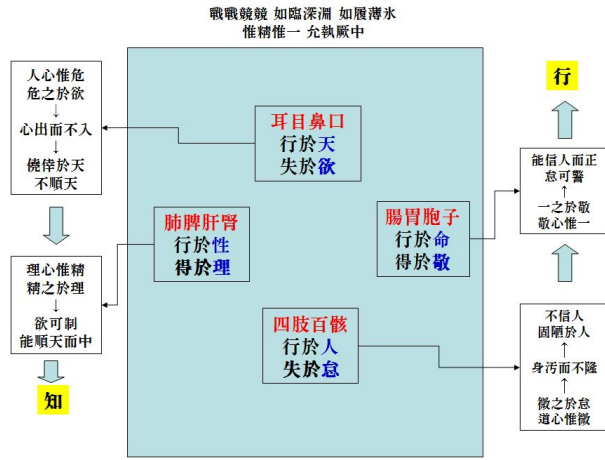 戰戰競競 如臨深淵 如履薄氷
惟精惟一 允執厥中
人心惟危
危之於欲
↓
心出而不入
↓
僥倖於天
不順天
理心惟精
精之於理
↓
欲可制
能順天而中
知
耳目鼻口
行於天
失於欲
肺脾肝腎
行於性
得於理
腸胃胞子
行於命
得於敬
四肢百骸
行於人
失於怠
行
能信人而正
怠可警
↑
一之於敬
敬心惟一
不信人
固陋於人
↑
身汚而不隆
↑
微之於怠
道心惟微